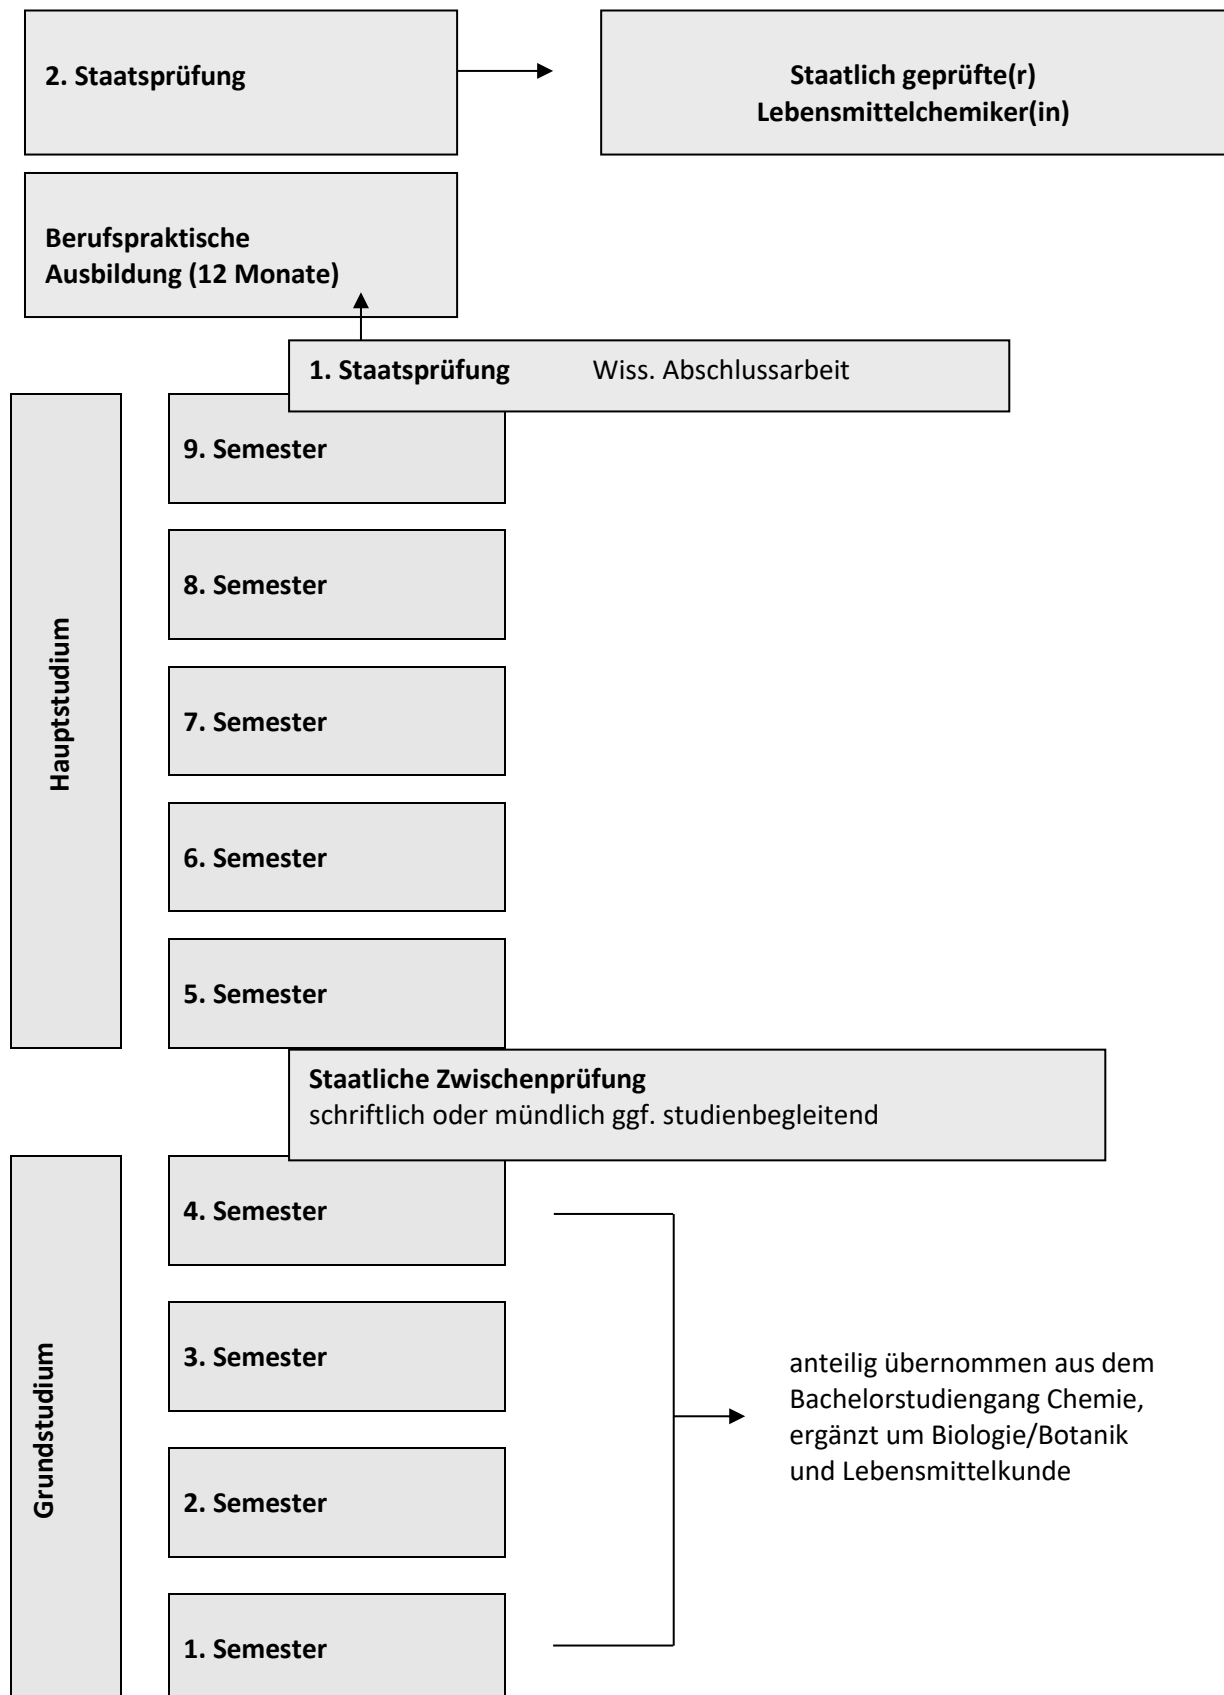 2. Staatsprüfung
Staatlich geprüfte(r)
Lebensmittelchemiker(in)
Berufspraktische
Ausbildung (12 Monate)
1. Staatsprüfung Wiss. Abschlussarbeit
Hauptstudium
9. Semester
8. Semester
7. Semester
6. Semester
5. Semester
Staatliche Zwischenprüfung
schriftlich oder mündlich ggf. studienbegleitend
Grundstudium
4. Semester
3. Semester
2. Semester
1. Semester
anteilig übernommen aus dem
Bachelorstudiengang Chemie,
ergänzt um Biologie/Botanik
und Lebensmittelkunde